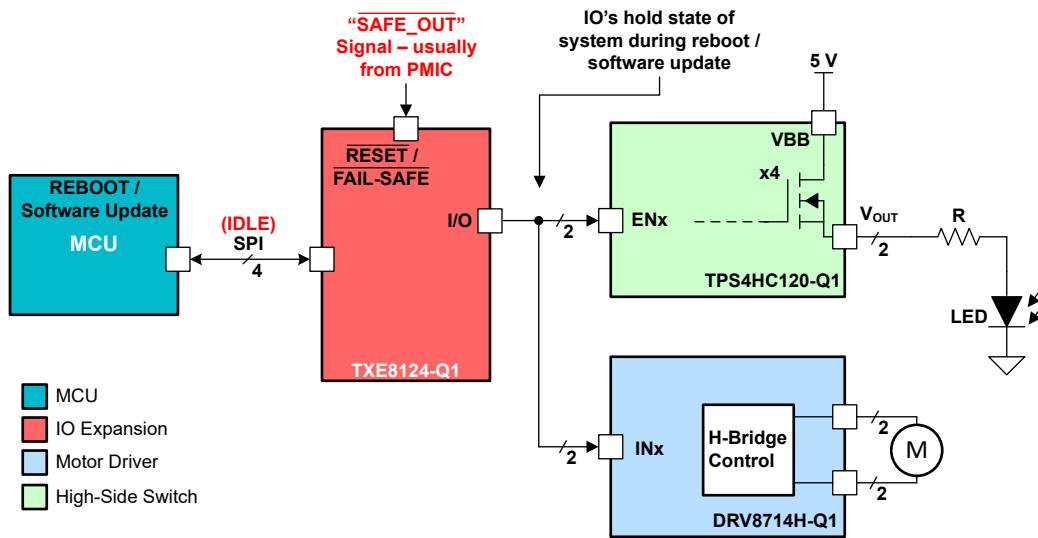 “SAFE_OUT”
Signal – usually
from PMIC
IO’s hold state of
system during reboot /
software update
5 V
VBB
RESET /
FAIL-SAFE
x4
REBOOT /
Software Update
MCU
(IDLE)
SPI
4
I/O
2
ENx
VOUT
2
R
TPS4HC120-Q1
LED
TXE8124-Q1
MCU
IO Expansion
Motor Driver
High-Side Switch
2
INx
H-Bridge
Control
2
M
2
DRV8714H-Q1